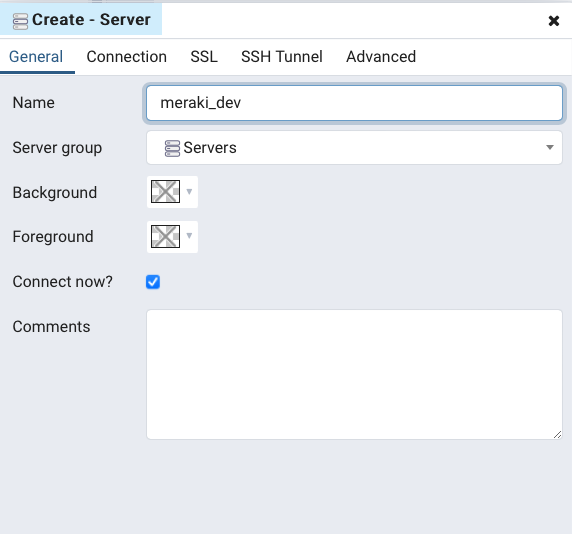 Create - Server
General Connection SSL SSH Tunnel Advanced
Name meraki_dev
Server group Servers
Background
Foreground
Connect now?
Comments